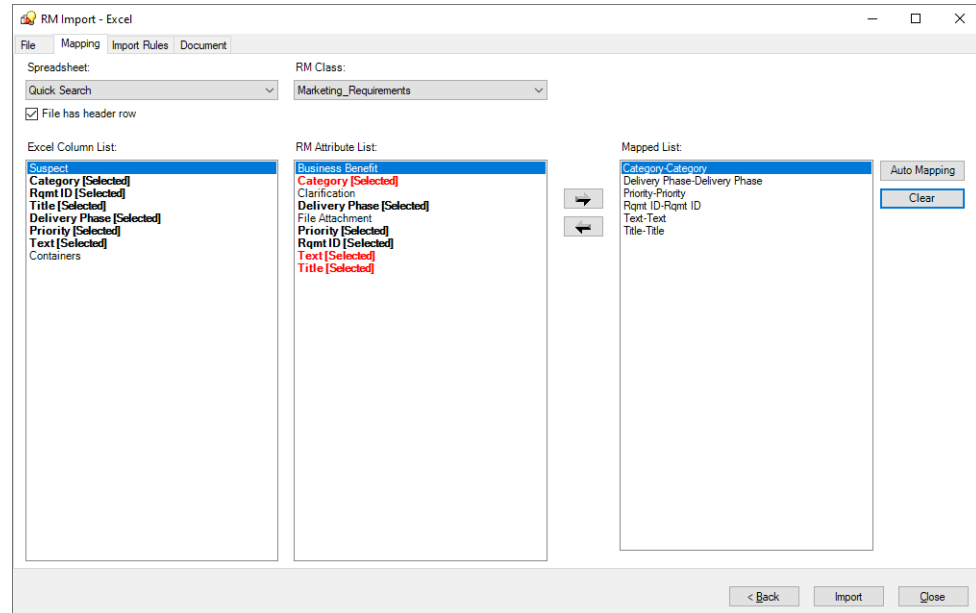 RM Import - Excel
File Mapping Import Rules Document
Spreadsheet: RM Class:
Quick Search Marketing_Requirements
File has header row
Excel Column List:
Suspect
Category [Selected]
Rqmt ID [Selected]
Title [Selected]
Delivery Phase [Selected]
Priority [Selected]
Text [Selected]
Containers
RM Attribute List:
Business Benefit
Category [Selected]
Clarification
Delivery Phase [Selected]
File Attachment
Priority [Selected]
Rqmt ID [Selected]
Text [Selected]
Title [Selected]
Mapped List:
Category-Category
Delivery Phase-Delivery Phase
Priority-Priority
Rqmt ID-Rqmt ID
Text-Text
Title-Title
Auto Mapping
Clear
< Back Import Close